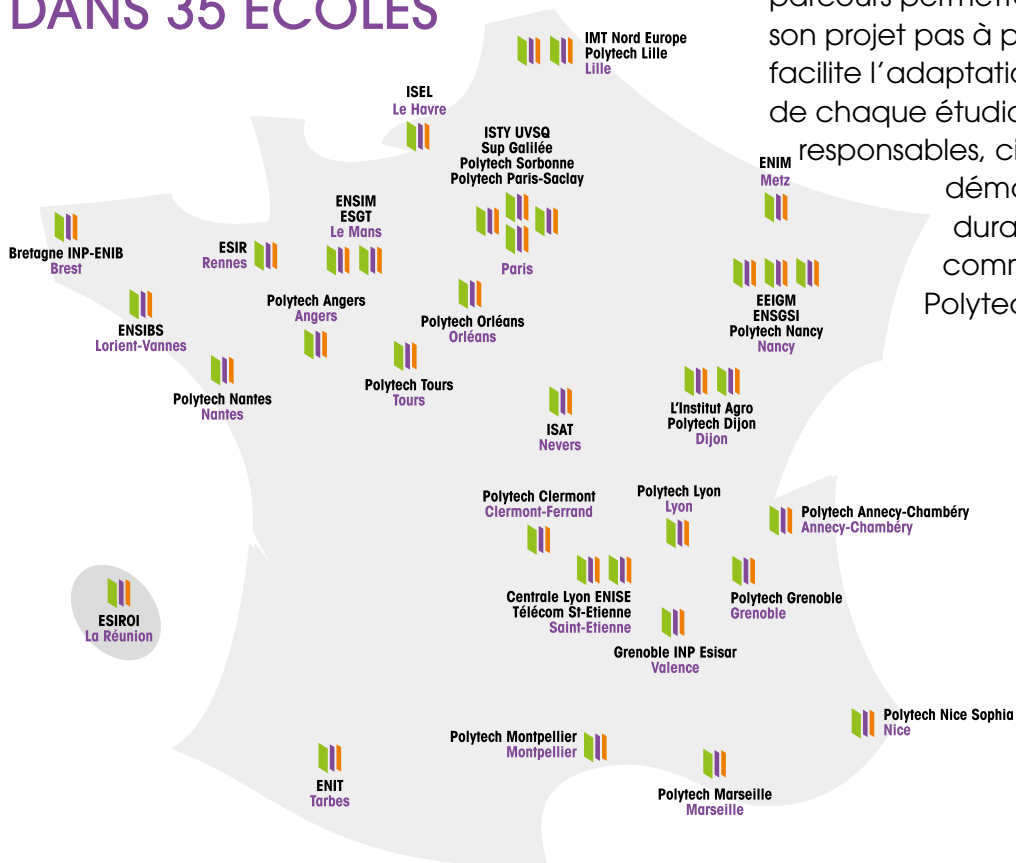 DANS 35 ÉCOLES
son projet pas à p
facilite l'adaptatio
de chaque étudia
responsables, ci
démo
dura
comm
Polytec
IMT Nord Europe
Polytech Lille
Lille
ISEL
Le Havre
ISTY UVSQ
Sup Galilée
Polytech Sorbonne
Polytech Paris-Saclay
Paris
ENIM
Metz
ENSIM
ESGT
Le Mans
Bretagne INP-ENIB
Brest
ESIR
Rennes
Polytech Angers
Angers
ENSIBS
Lorient-Vannes
Polytech Orléans
Orléans
EEIGM
ENSGSI
Polytech Nancy
Nancy
Polytech Nantes
Nantes
Polytech Tours
Tours
ISAT
Nevers
L'Institut Agro
Polytech Dijon
Dijon
Polytech Clermont
Clermont-Ferrand
Polytech Lyon
Lyon
Polytech Annecy-Chambéry
Annecy-Chambéry
Centrale Lyon ENISE
Télécom St-Etienne
Saint-Etienne
Polytech Grenoble
Grenoble
ESIROI
La Réunion
Grenoble INP Esisar
Valence
Polytech Nice Sophia
Nice
Polytech Montpellier
Montpellier
ENIT
Tarbes
Polytech Marseille
Marseille